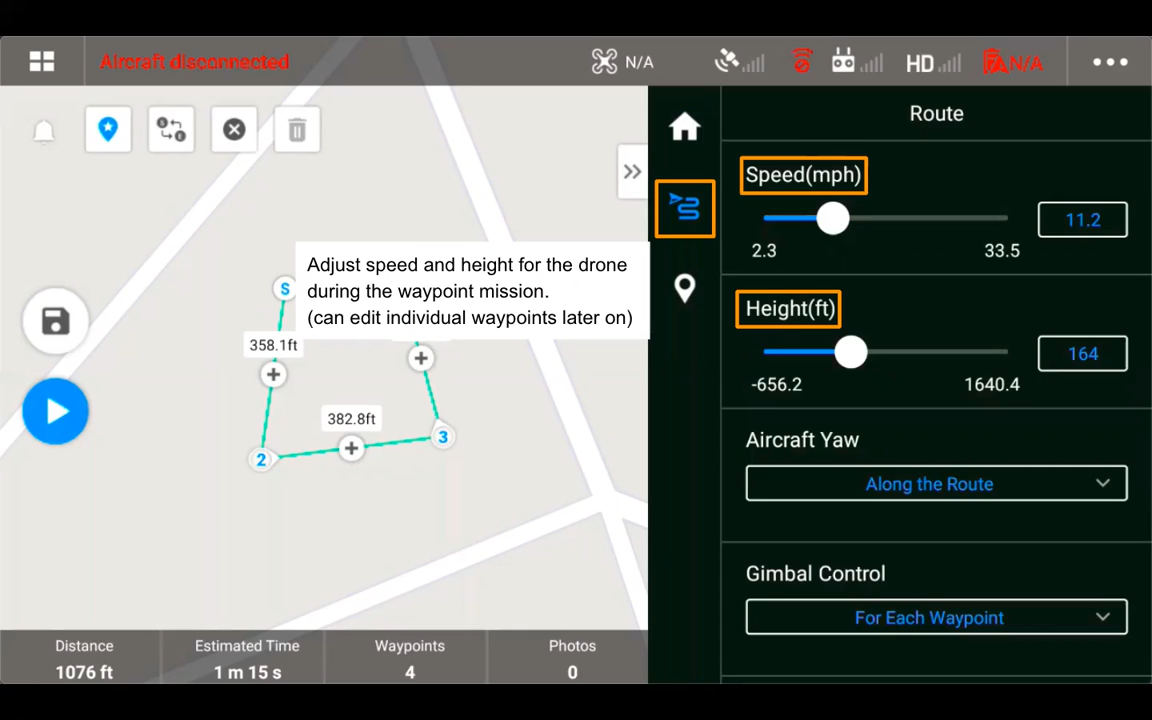 Aircraft disconnected
N/A
HD
N/A
Route
Speed(mph)
11.2
2.3
33.5
Adjust speed and height for the drone
during the waypoint mission.
(can edit individual waypoints later on)
S
Height(ft)
358.1ft
164
-656.2
1640.4
382.8ft
3
2
Aircraft Yaw
Along the Route
Gimbal Control
For Each Waypoint
Distance
Estimated Time
Waypoints
Photos
1076 ft
1 m 15 s
4
0